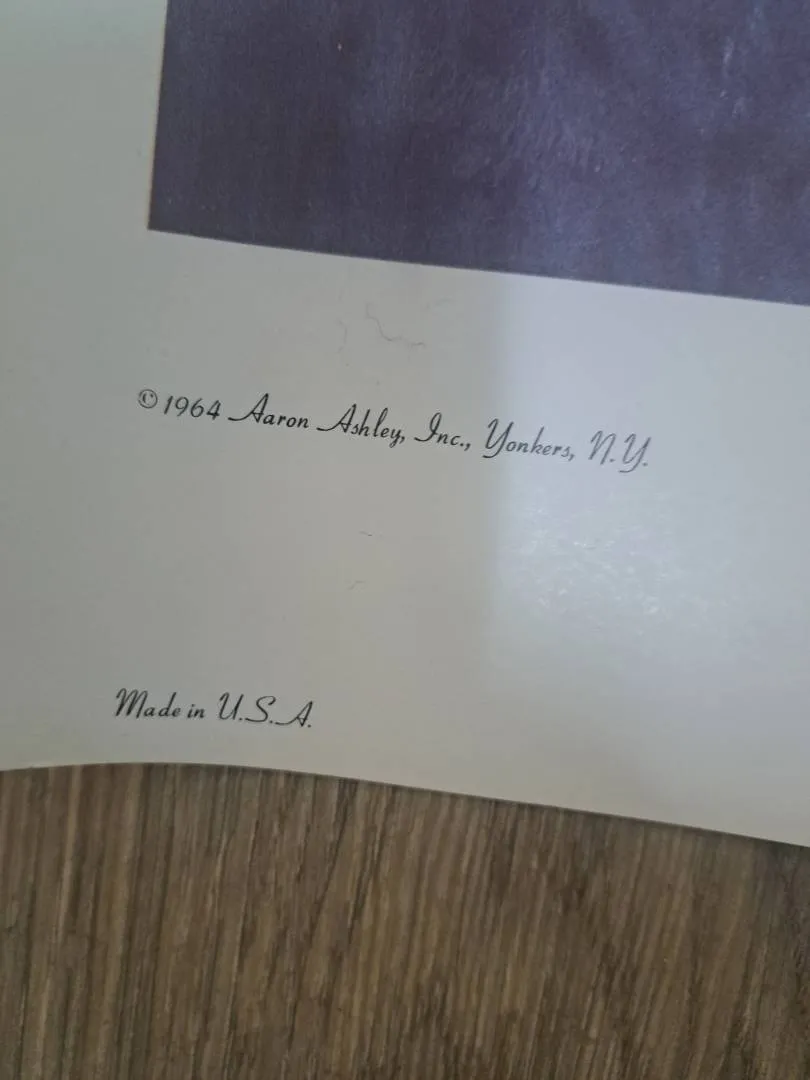 © 1964 Aaron Ashley, Inc., Yonkers, N.Y.
Made in U.S.A.